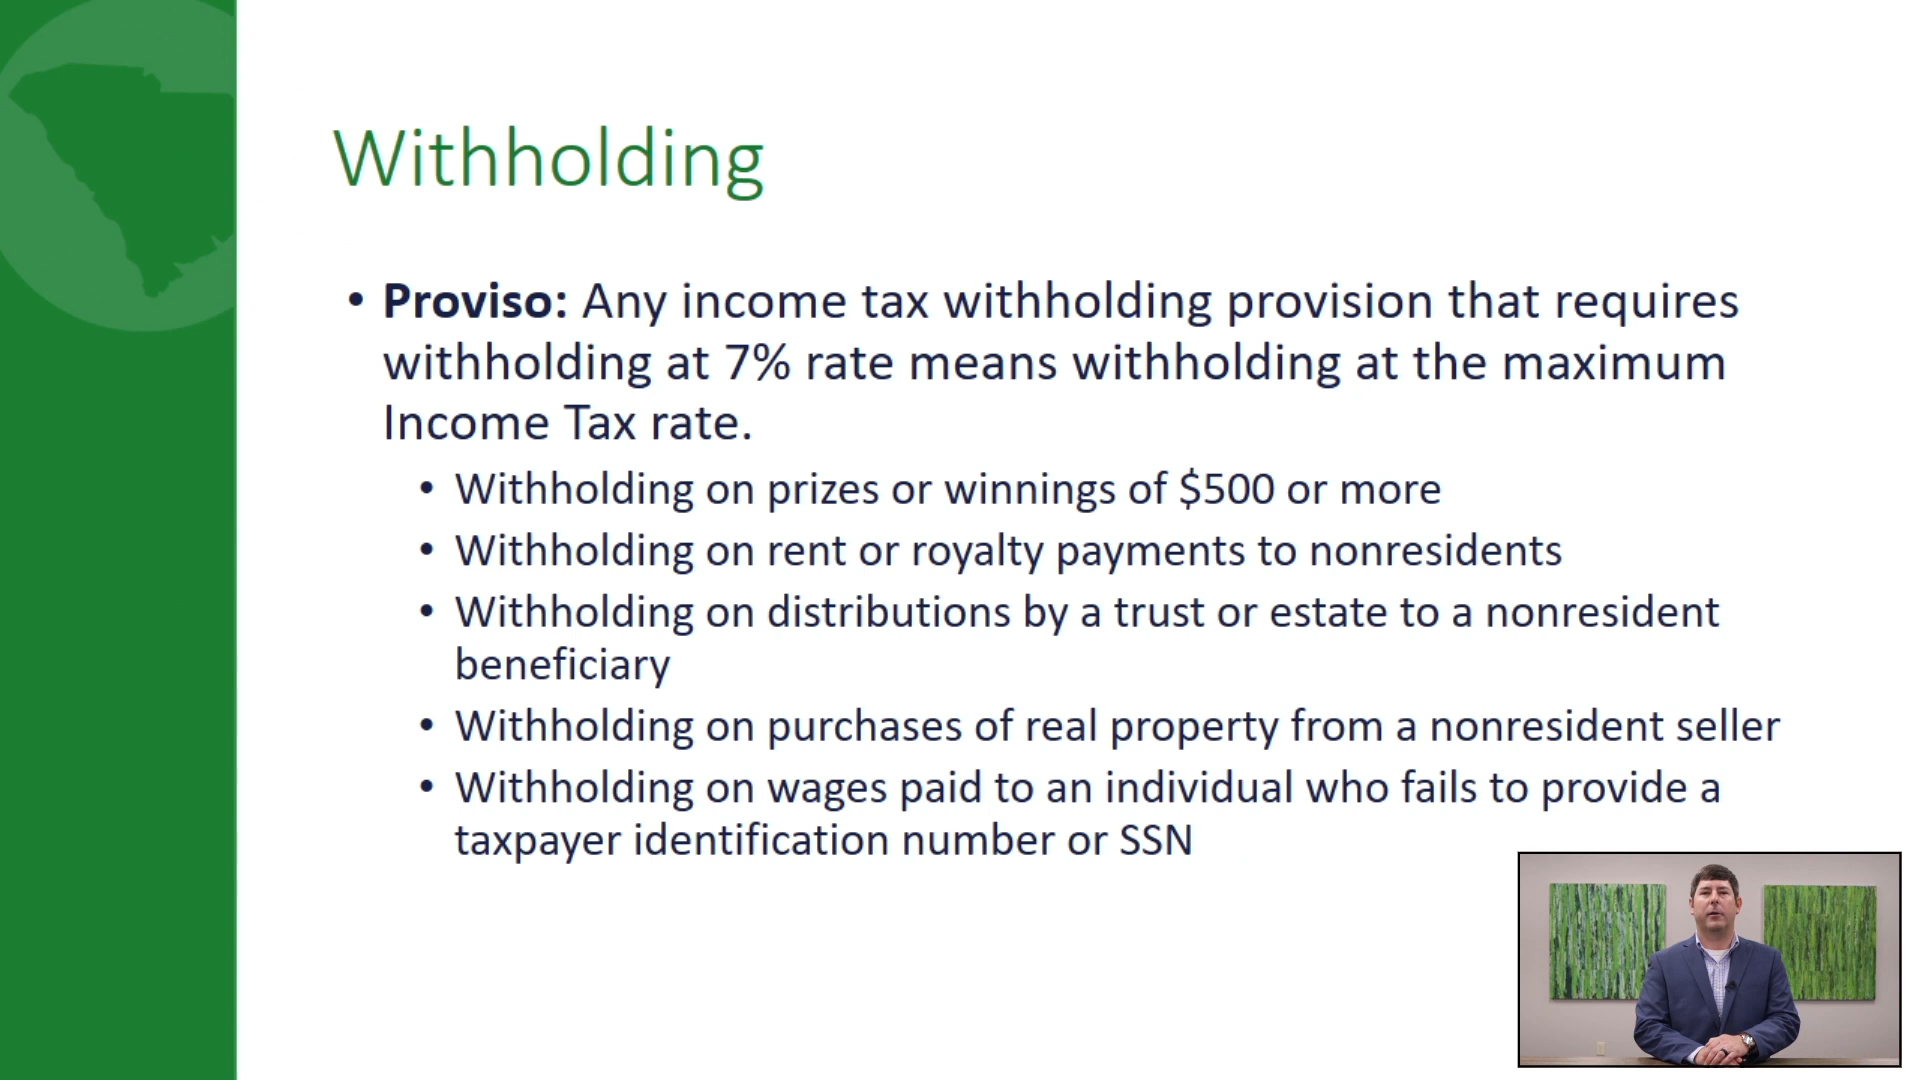 Withholding
• Proviso: Any income tax withholding provision that requires
withholding at 7% rate means withholding at the maximum
Income Tax rate.
• Withholding on prizes or winnings of $500 or more
• Withholding on rent or royalty payments to nonresidents
• Withholding on distributions by a trust or estate to a nonresident
beneficiary
• Withholding on purchases of real property from a nonresident seller
• Withholding on wages paid to an individual who fails to provide a
taxpayer identification number or SSN